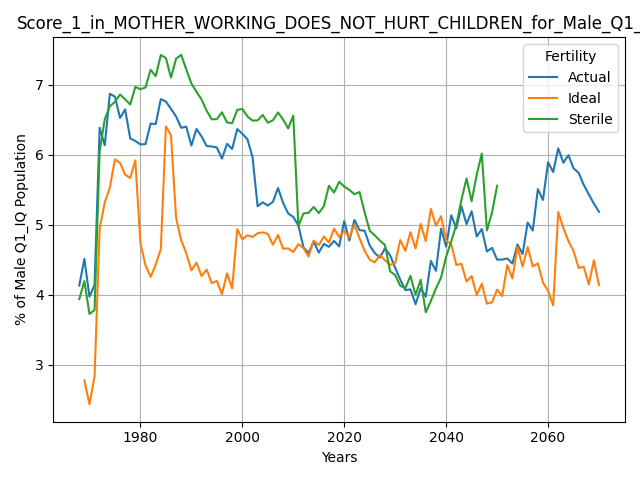 Score_1_in_MOTHER_WORKING_DOES_NOT_HURT_CHILDREN_for_Male_Q1_
Fertility
Actual
Ideal
Sterile
% of Male Q1_IQ Population
7
6
5
4
3
1980 2000 2020 2040 2060
Years